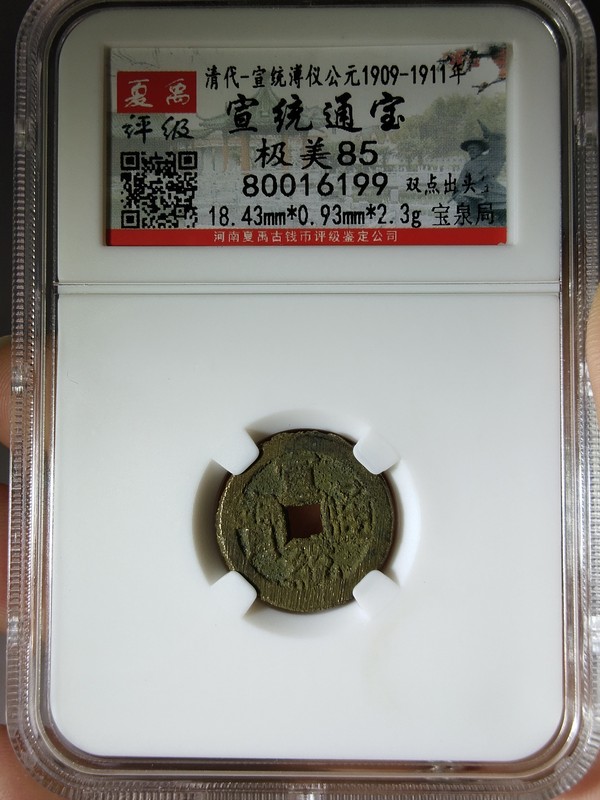 清代-宣统溥仪公元1909-1911年
夏禹
评级
宣统通宝
极美85
80016199 双点出头
18.43mm*0.93mm*2.3g 宝泉局
河南夏禹古钱币评级鉴定公司